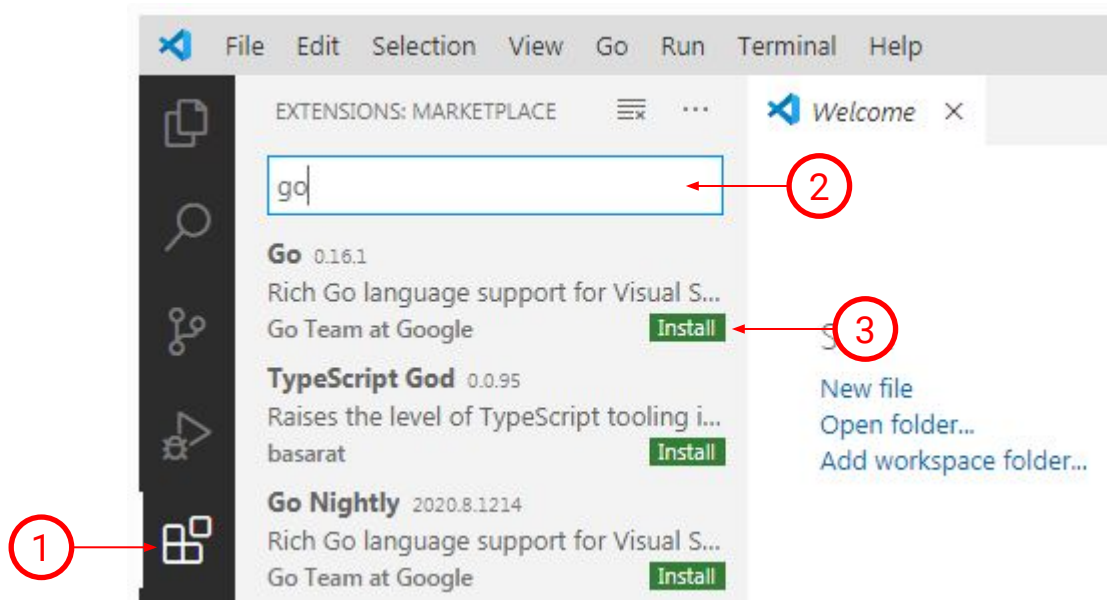 File Edit Selection View Go Run Terminal Help
EXTENSIONS: MARKETPLACE
Welcome
go
2
Go 0.16.1
Rich Go language support for Visual S...
Go Team at Google
Install
3
S
TypeScript God 0.0.95
Raises the level of TypeScript tooling i...
basarat
Install
New file
Open folder...
Add workspace folder...
Go Nightly 2020.8.1214
Rich Go language support for Visual S...
Go Team at Google
Install
1